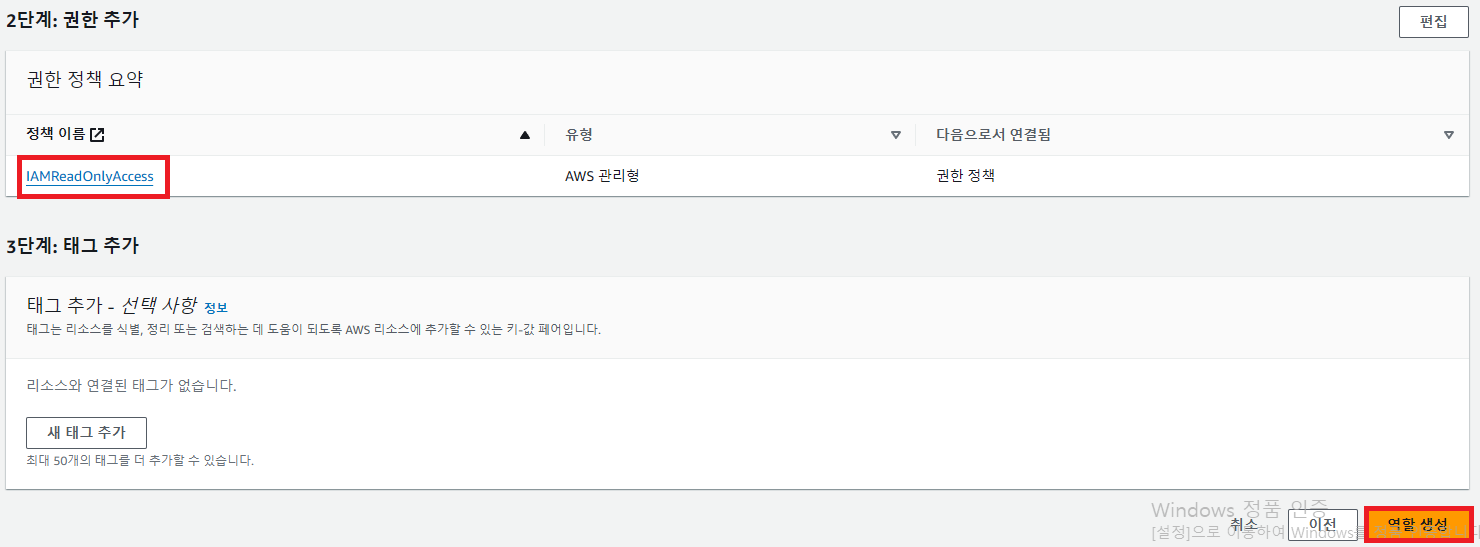 2단계: 권한 추가
편집
권한 정책 요약
정책 이름 유형 다음으로서 연결됨
IAMReadOnlyAccess AWS 관리형 권한 정책
3단계: 태그 추가
태그 추가 - 선택 사항 정보
태그는 리소스를 식별, 정리 또는 검색하는 데 도움이 되도록 AWS 리소스에 추가할 수 있는 키-값 페어입니다.
리소스와 연결된 태그가 없습니다.
새 태그 추가
최대 50개의 태그를 더 추가할 수 있습니다.
Windows 정품 인증
취소 이전 역할 생성
[설정]으로 이동하여 Windows를